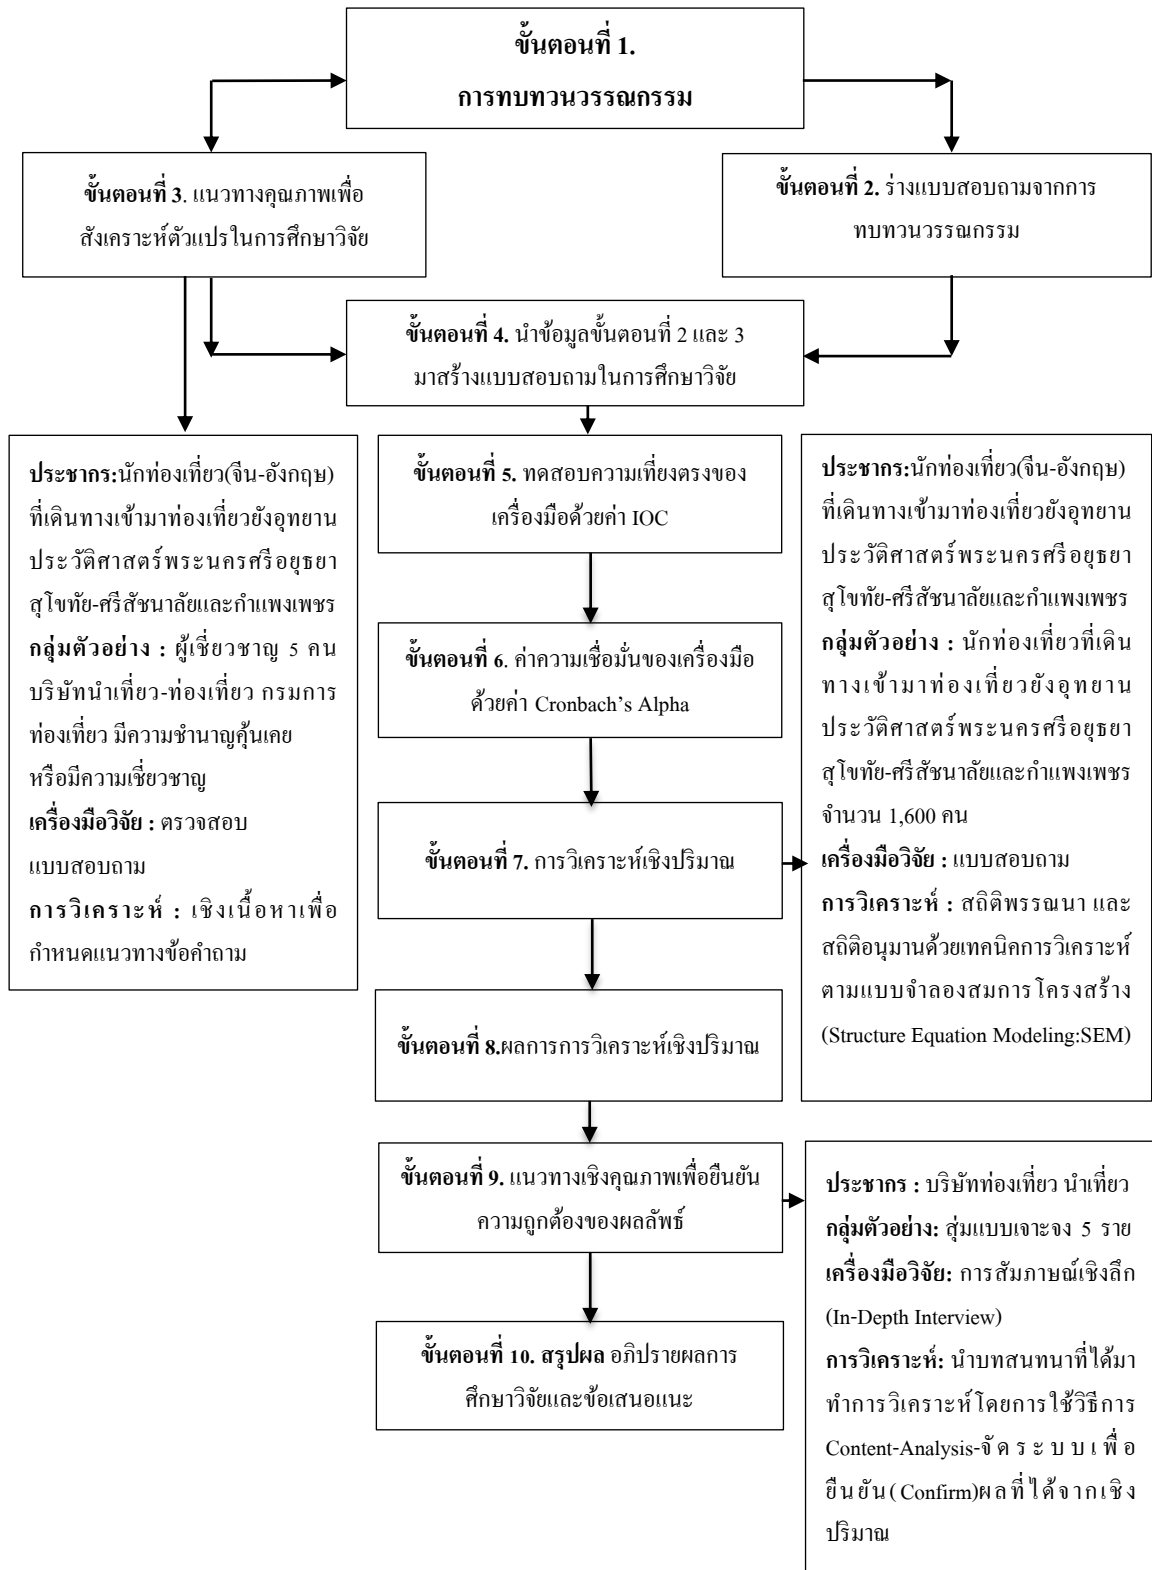 ขั้นตอนที่ 1.
การทบทวนวรรณกรรม
ขั้นตอนที่ 3. แนวทางคุณภาพเพื่อ
สังเคราะห์ตัวแปรในการศึกษาวิจัย
ขั้นตอนที่ 2. ร่างแบบสอบถามจากการ
ทบทวนวรรณกรรม
ขั้นตอนที่ 4. นำข้อมูลขั้นตอนที่ 2 และ 3
มาสร้างแบบสอบถามในการศึกษาวิจัย
ประชากร:นักท่องเที่ยว(จีน-อังกฤษ)
ที่เดินทางเข้ามาท่องเที่ยวยังอุทยาน
ประวัติศาสตร์พระนครศรีอยุธยา
สุโขทัย-ศรีสัชนาลัยและกำแพงเพชร
กลุ่มตัวอย่าง : ผู้เชี่ยวชาญ 5 คน
บริษัทนำเที่ยว-ท่องเที่ยว กรมการ
ท่องเที่ยว มีความชำนาญคุ้นเคย
หรือมีความเชี่ยวชาญ
เครื่องมือวิจัย : ตรวจสอบ
แบบสอบถาม
การวิเคราะห์ : เชิงเนื้อหาเพื่อ
กำหนดแนวทางข้อคำถาม
ขั้นตอนที่ 5. ทดสอบความเที่ยงตรงของ
เครื่องมือด้วยค่า IOC
ขั้นตอนที่ 6. ค่าความเชื่อมั่นของเครื่องมือ
ด้วยค่า Cronbach's Alpha
ขั้นตอนที่ 7. การวิเคราะห์เชิงปริมาณ
ประชากร:นักท่องเที่ยว(จีน-อังกฤษ)
ที่เดินทางเข้ามาท่องเที่ยวยังอุทยาน
ประวัติศาสตร์พระนครศรีอยุธยา
สุโขทัย-ศรีสัชนาลัยและกำแพงเพชร
กลุ่มตัวอย่าง : นักท่องเที่ยวที่เดิน
ทางเข้ามาท่องเที่ยวยังอุทยาน
ประวัติศาสตร์พระนครศรีอยุธยา
สุโขทัย-ศรีสัชนาลัยและกำแพงเพชร
จำนวน 1,600 คน
เครื่องมือวิจัย : แบบสอบถาม
การวิเคราะห์ : สถิติพรรณนา และ
สถิติอนุมานด้วยเทคนิคการวิเคราะห์
ตามแบบจำลองสมการโครงสร้าง
(Structure Equation Modeling:SEM)
ขั้นตอนที่ 8.ผลการการวิเคราะห์เชิงปริมาณ
ขั้นตอนที่ 9. แนวทางเชิงคุณภาพเพื่อยืนยัน
ความถูกต้องของผลลัพธ์
ประชากร : บริษัทท่องเที่ยว นำเที่ยว
กลุ่มตัวอย่าง: สุ่มแบบเจาะจง 5 ราย
เครื่องมือวิจัย: การสัมภาษณ์เชิงลึก
(In-Depth Interview)
การวิเคราะห์: นำบทสนทนาที่ได้มา
ทำการวิเคราะห์โดยการใช้วิธีการ
Content-Analysis-จัดระบบเพื่อ
ยืนยัน(Confirm)ผลที่ได้จากเชิง
ปริมาณ
ขั้นตอนที่ 10. สรุปผล อภิปรายผลการ
ศึกษาวิจัยและข้อเสนอแนะ